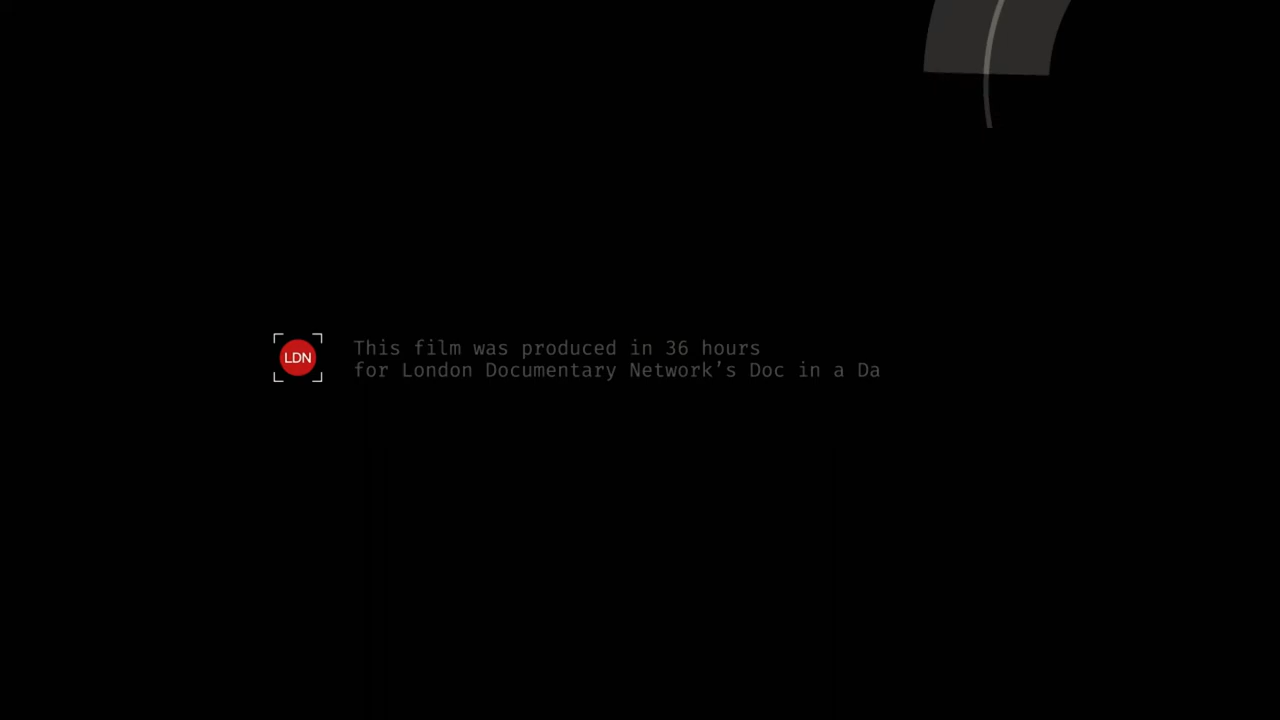 LDN
This film was produced in 36 hours
for London Documentary Network’s Doc in a Da